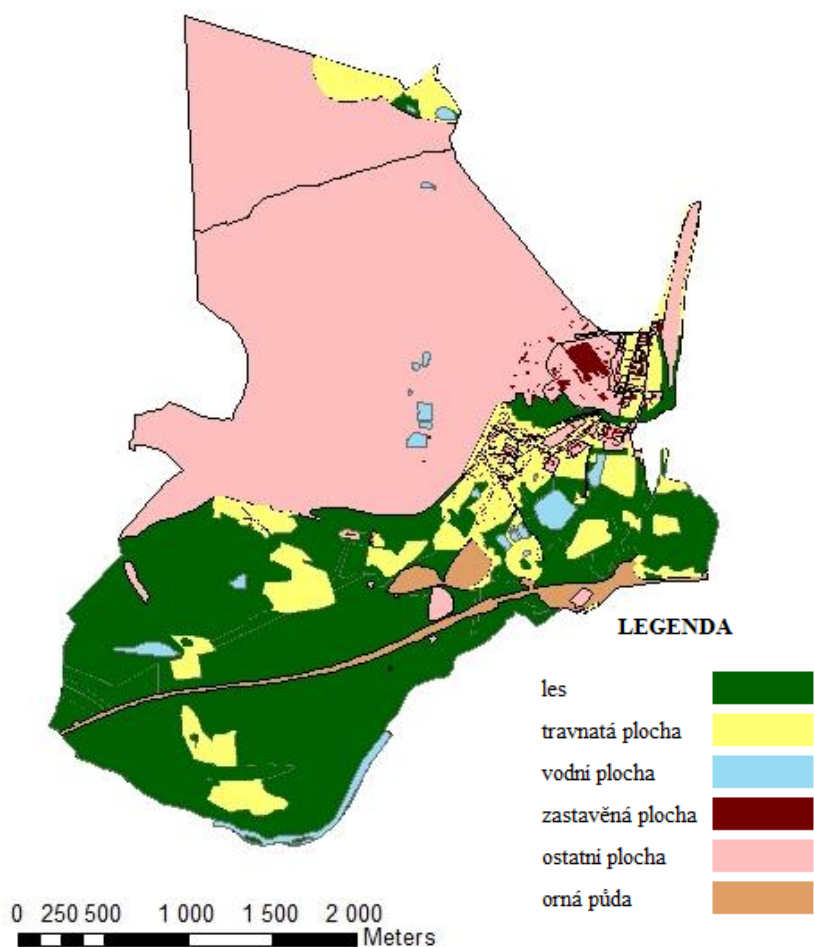 LEGENDA
les
travnatá plocha
vodní plocha
zastavěná plocha
ostatní plocha
orná půda
0 250 500 1 000 1 500 2 000
Meters